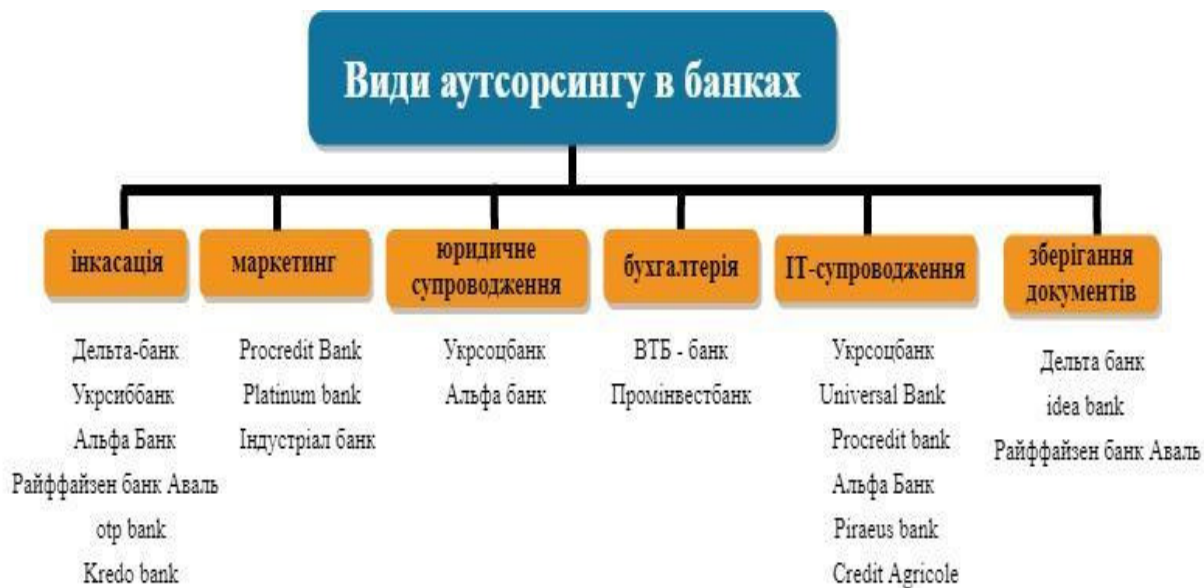 Види аутсорсингу в банках
інкасація
Дельта-банк
Укрсиббанк
Альфа Банк
Райффайзен банк Аваль
otp bank
Kredo bank
маркетинг
Procredit Bank
Platinum bank
Індустріал банк
юридичне
супроводження
Укрсоцбанк
Альфа банк
бухгалтерія
ВТБ - банк
Промінвестбанк
ІТ-супроводження
Укрсоцбанк
Universal Bank
Procredit bank
Альфа Банк
Piraeus bank
Credit Agricole
зберігання
документів
Дельта банк
idea bank
Райффайзен банк Аваль